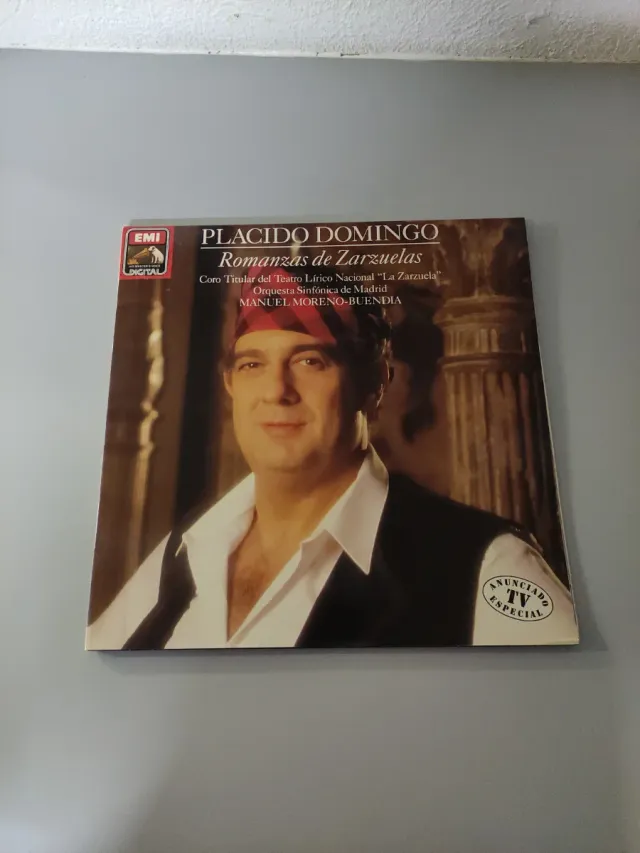 EMI
DIGITAL
PLACIDO DOMINGO
Romanzas de Zarzuelas
Coro Titular del Teatro Lírico Nacional "La Zarzuela"
Orquesta Sinfónica de Madrid
MANUEL MORENO-BUENDIA
ANUNCIADO
TV
ESPECIAL